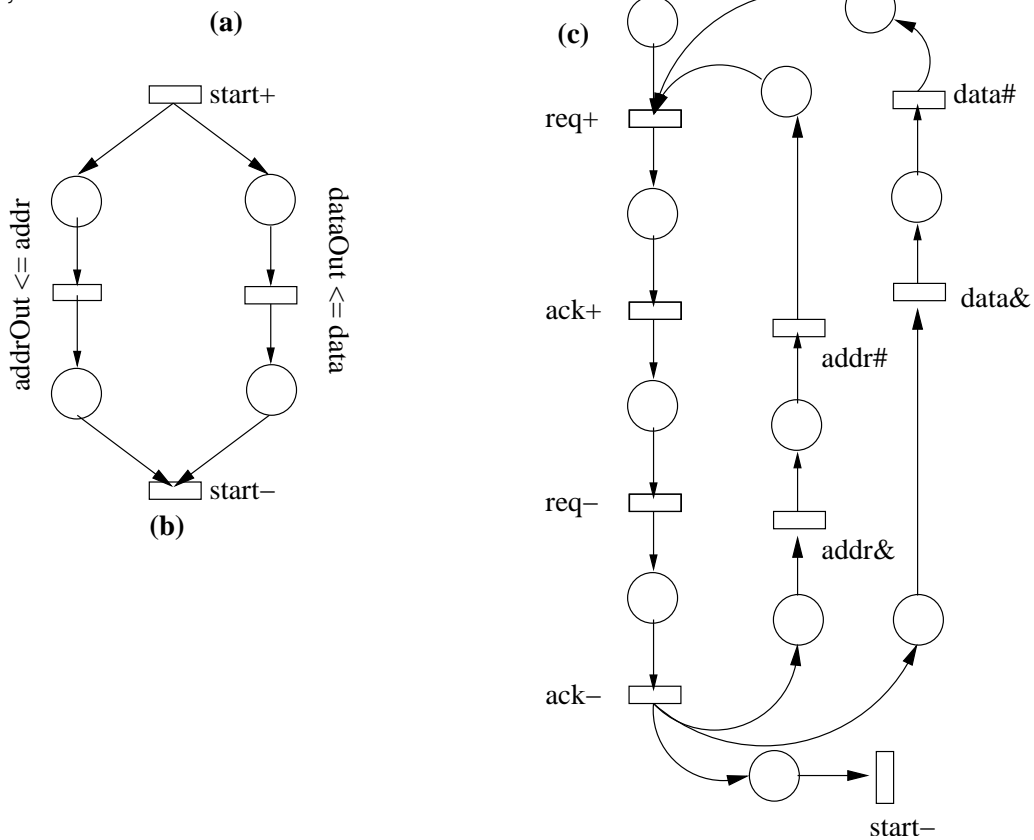 (a)
start+
addrOut <= addr
dataOut <= data
start−
(b)
(c)
req+
ack+
req−
ack−
addr#
addr&
data#
data&
start−